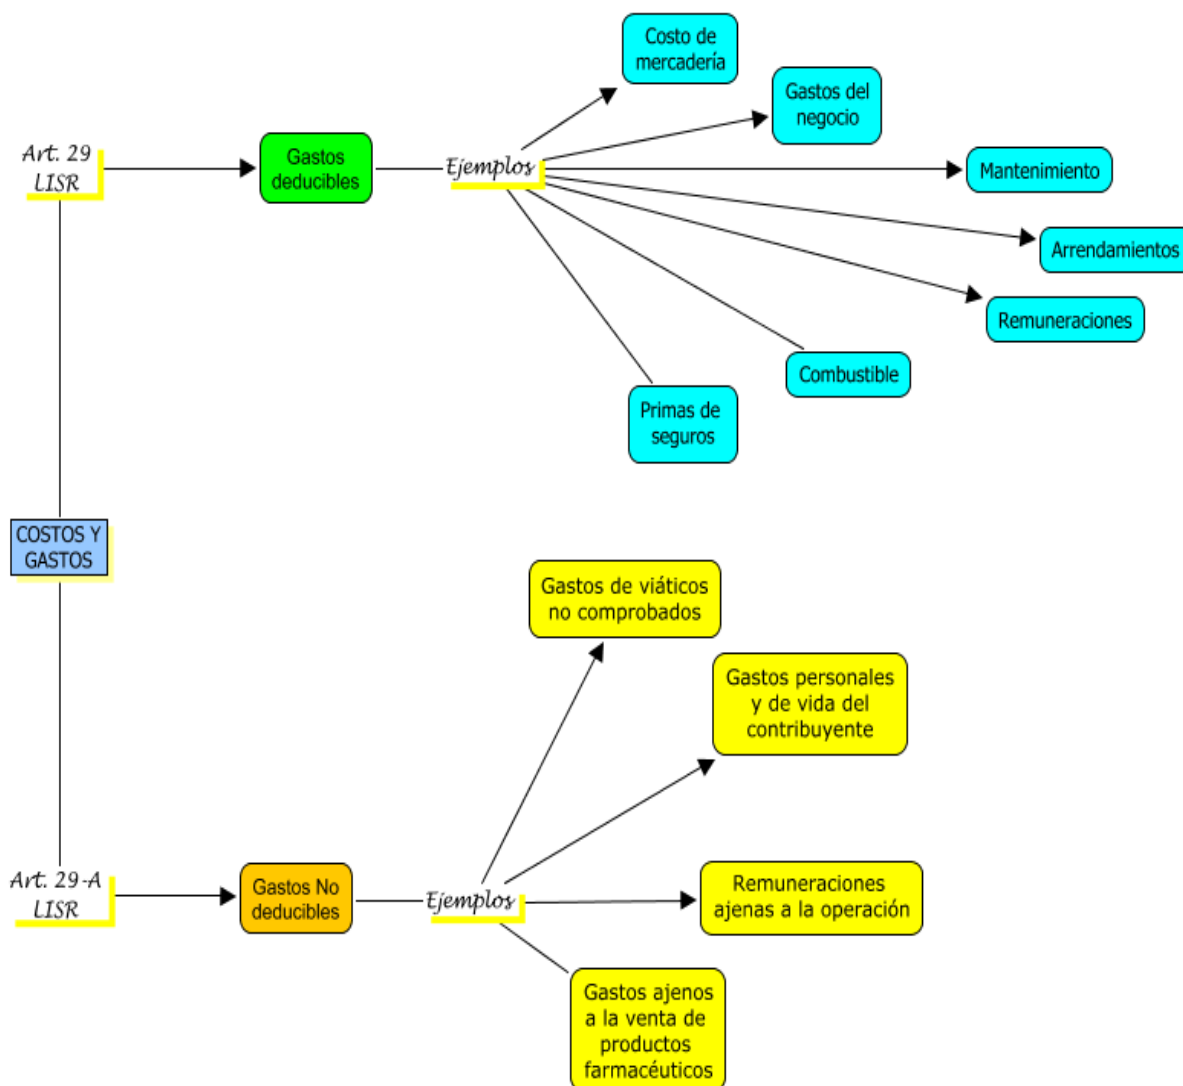 Costo de
mercadería
Gastos del
negocio
Art. 29
LISR
Gastos
deducibles
Ejemplos
Mantenimiento
Arrendamientos
Remuneraciones
Combustible
Primas de
seguros
COSTOS Y
GASTOS
Gastos de viáticos
no comprobados
Gastos personales
y de vida del
contribuyente
Art. 29-A
LISR
Gastos No
deducibles
Ejemplos
Remuneraciones
ajenas a la operación
Gastos ajenos
a la venta de
productos
farmacéuticos